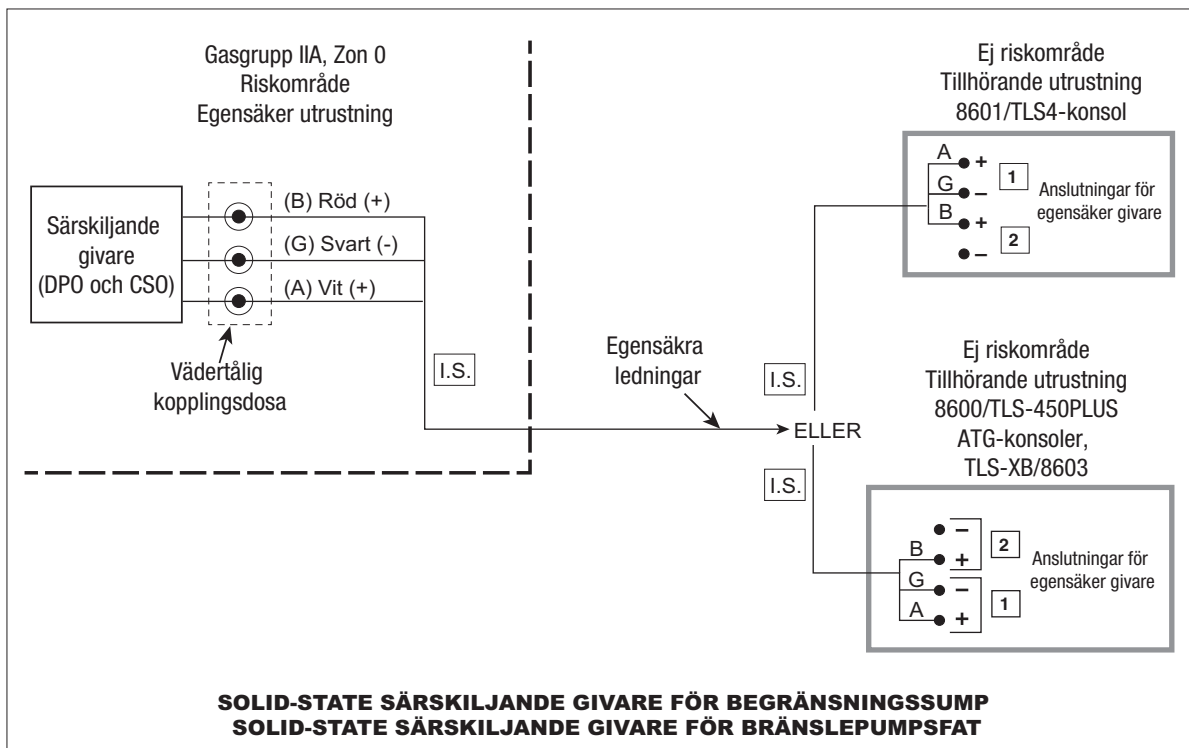 Gasgrupp IIA, Zon 0
Riskområde
Egensäker utrustning
Särskiljande
givare
(DPO och CSO)
(B) Röd (+)
(G) Svart (-)
(A) Vit (+)
Vädertålig
kopplingsdosa
I.S.
Egensäkra
ledningar
ELLER
I.S.
I.S.
Ej riskområde
Tillhörande utrustning
8601/TLS4-konsol
A +
G –
B +
–
1
2
Anslutningar för
egensäker givare
Ej riskområde
Tillhörande utrustning
8600/TLS-450PLUS
ATG-konsoler,
TLS-XB/8603
–
B +
G –
A +
2
1
Anslutningar för
egensäker givare
SOLID-STATE SÄRSKILJANDE GIVARE FÖR BEGRÄNSNINGSSUMP
SOLID-STATE SÄRSKILJANDE GIVARE FÖR BRÄNSLEPUMPSFAT